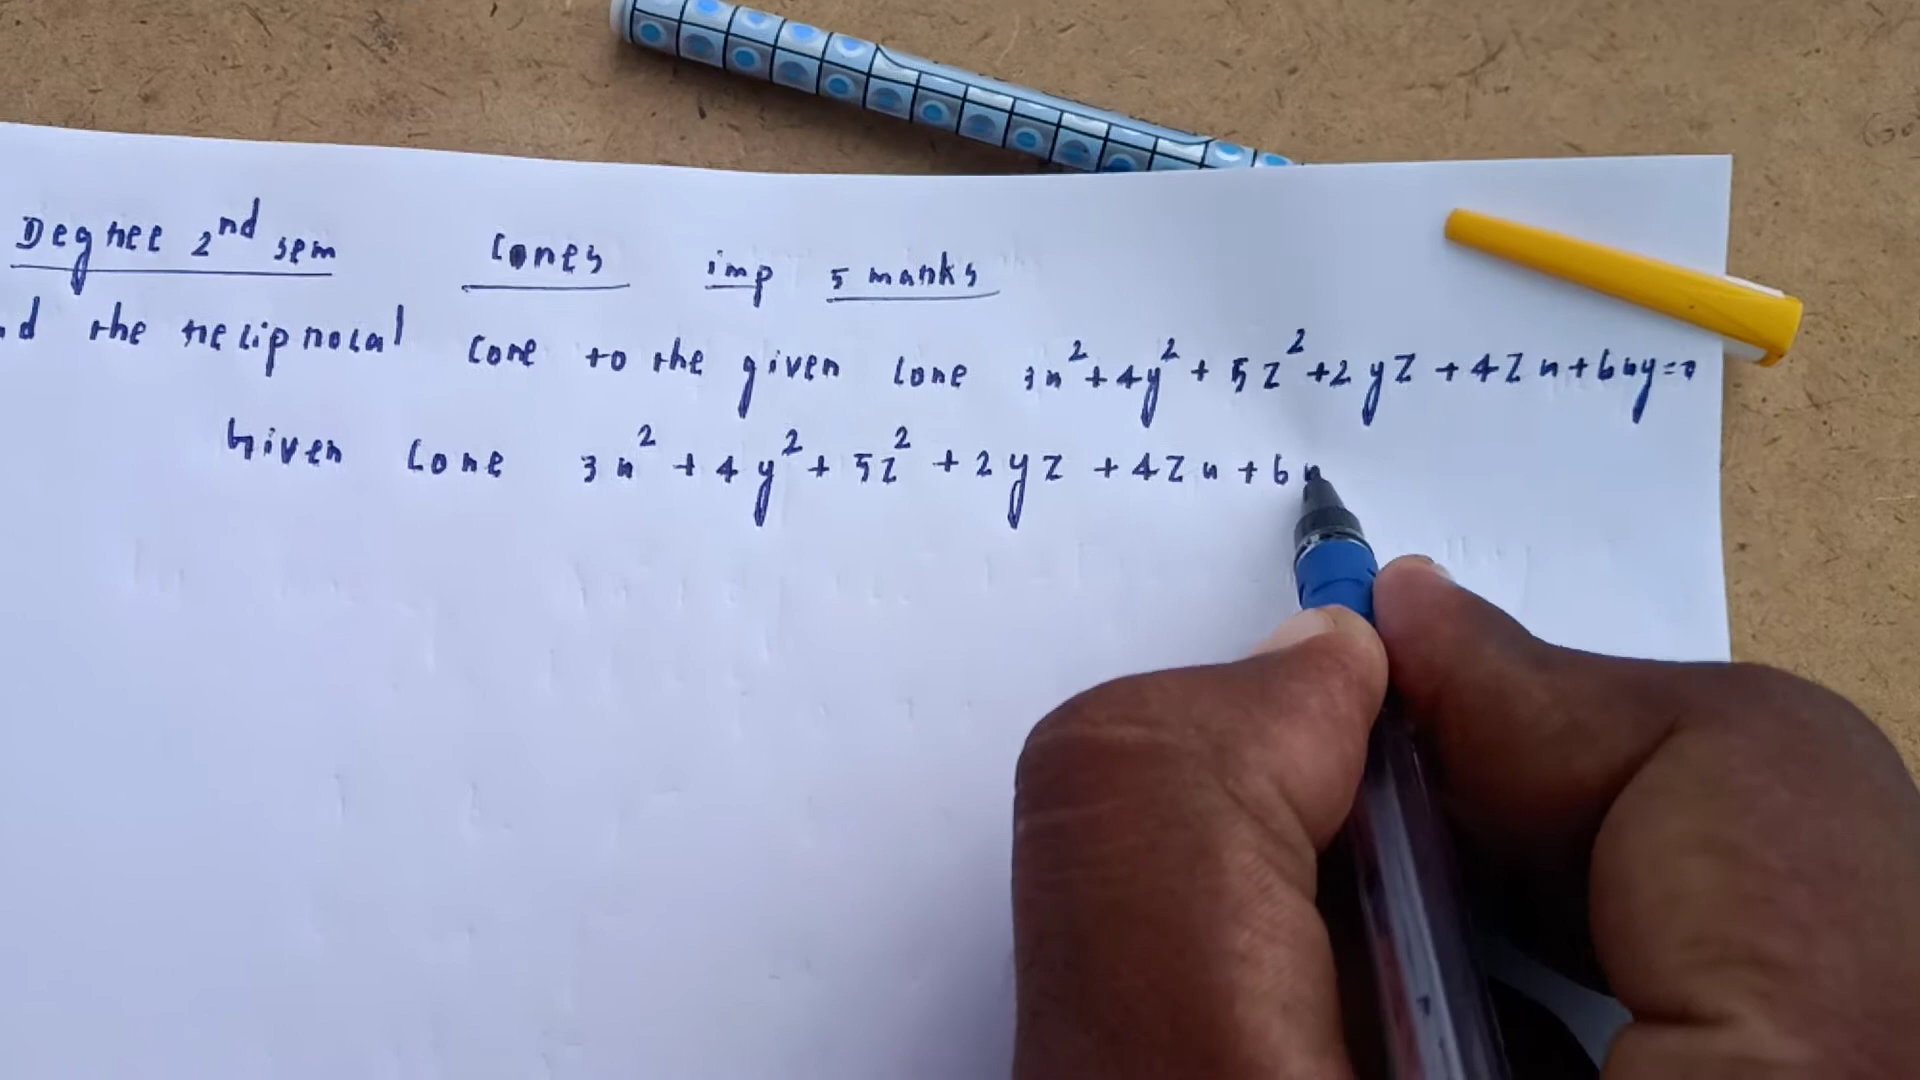 Degree 2nd sem Cones imp 5 marks
the reciprocal cone to the given cone 3x²+4y²+5z²+2yz+4zx+6xy=0
Given cone 3x²+4y²+5z²+2yz+4zx+6x